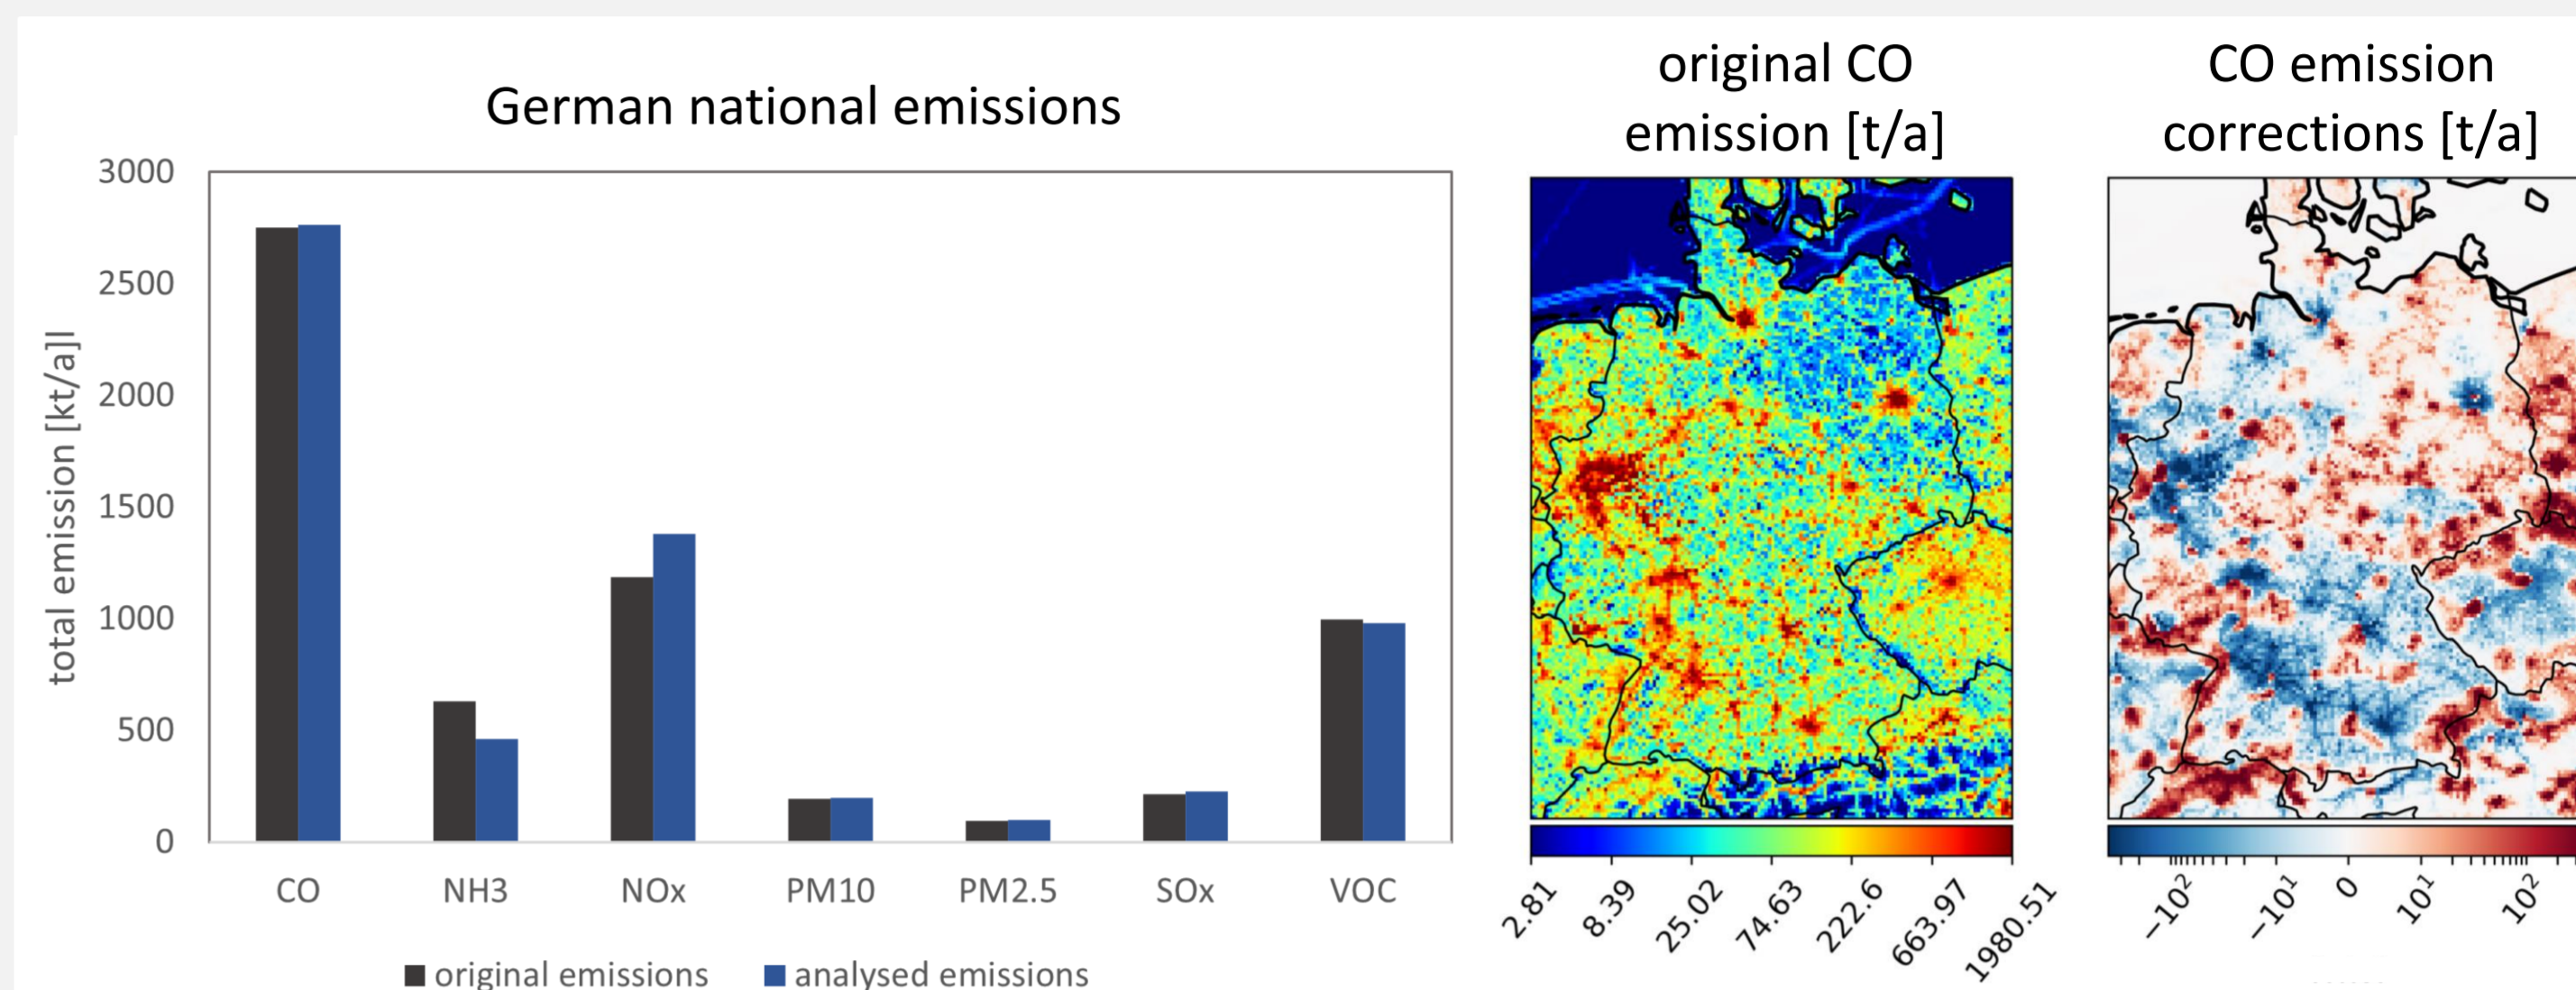 German national emissions
total emission [kt/a]l
3000
2500
2000
1500
1000
500
0
CO NH3 NOx PM10 PM2.5 SOx VOC
original emissions analysed emissions
original CO
emission [t/a]
2.81 8.39 25.02 74.63 222.6 663.97 1980.51
CO emission
corrections [t/a]
−10² −10¹ 0 10¹ 10²